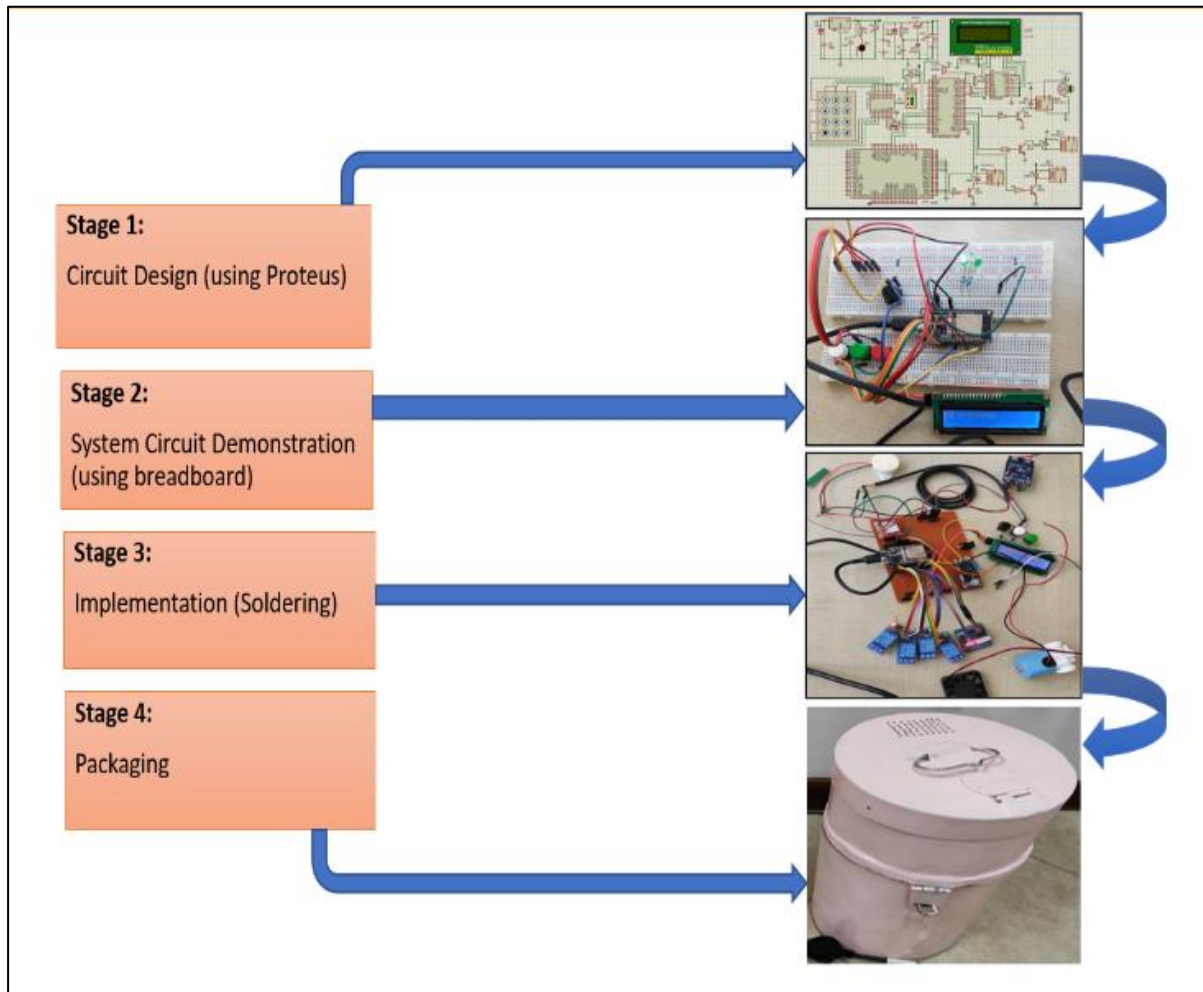 Stage 1:
Circuit Design (using Proteus)
Stage 2:
System Circuit Demonstration
(using breadboard)
Stage 3:
Implementation (Soldering)
Stage 4:
Packaging